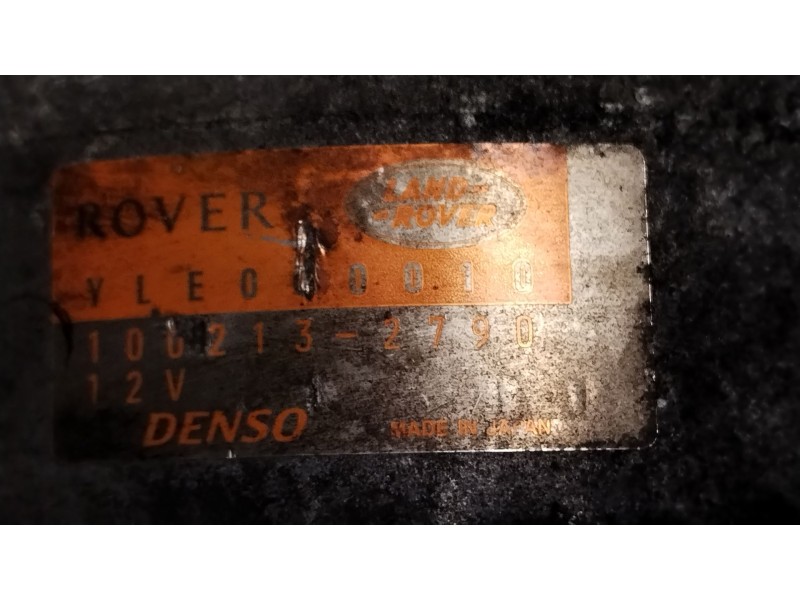 ROVER
LAND-
-ROVER
YLE000010
100213-2790
12V
DENSO MADE IN JAPAN